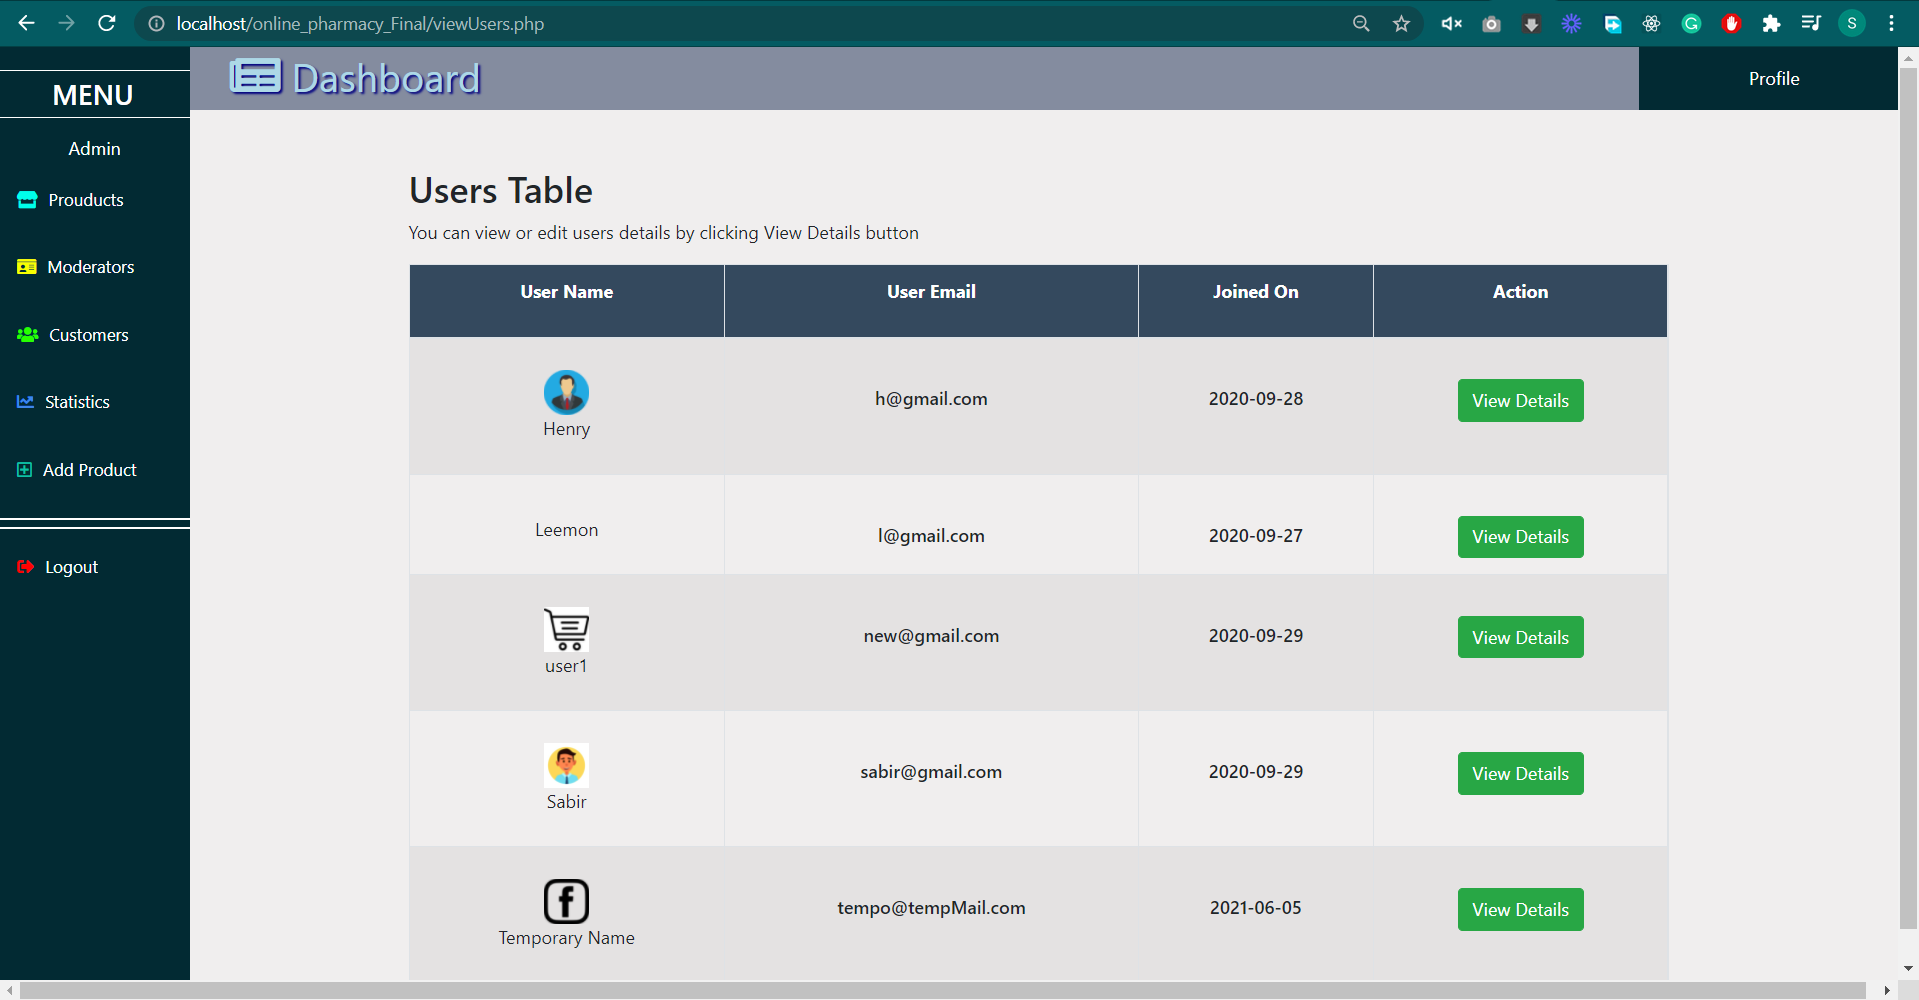 localhost/online_pharmacy_Final/viewUsers.php
S
MENU
Dashboard
Profile
Admin
Prouducts
Moderators
Customers
Statistics
Add Product
Logout
Users Table
You can view or edit users details by clicking View Details button
User Name User Email Joined On Action
Henry h@gmail.com 2020-09-28 View Details
Leemon l@gmail.com 2020-09-27 View Details
user1 new@gmail.com 2020-09-29 View Details
Sabir sabir@gmail.com 2020-09-29 View Details
Temporary Name tempo@tempMail.com 2021-06-05 View Details